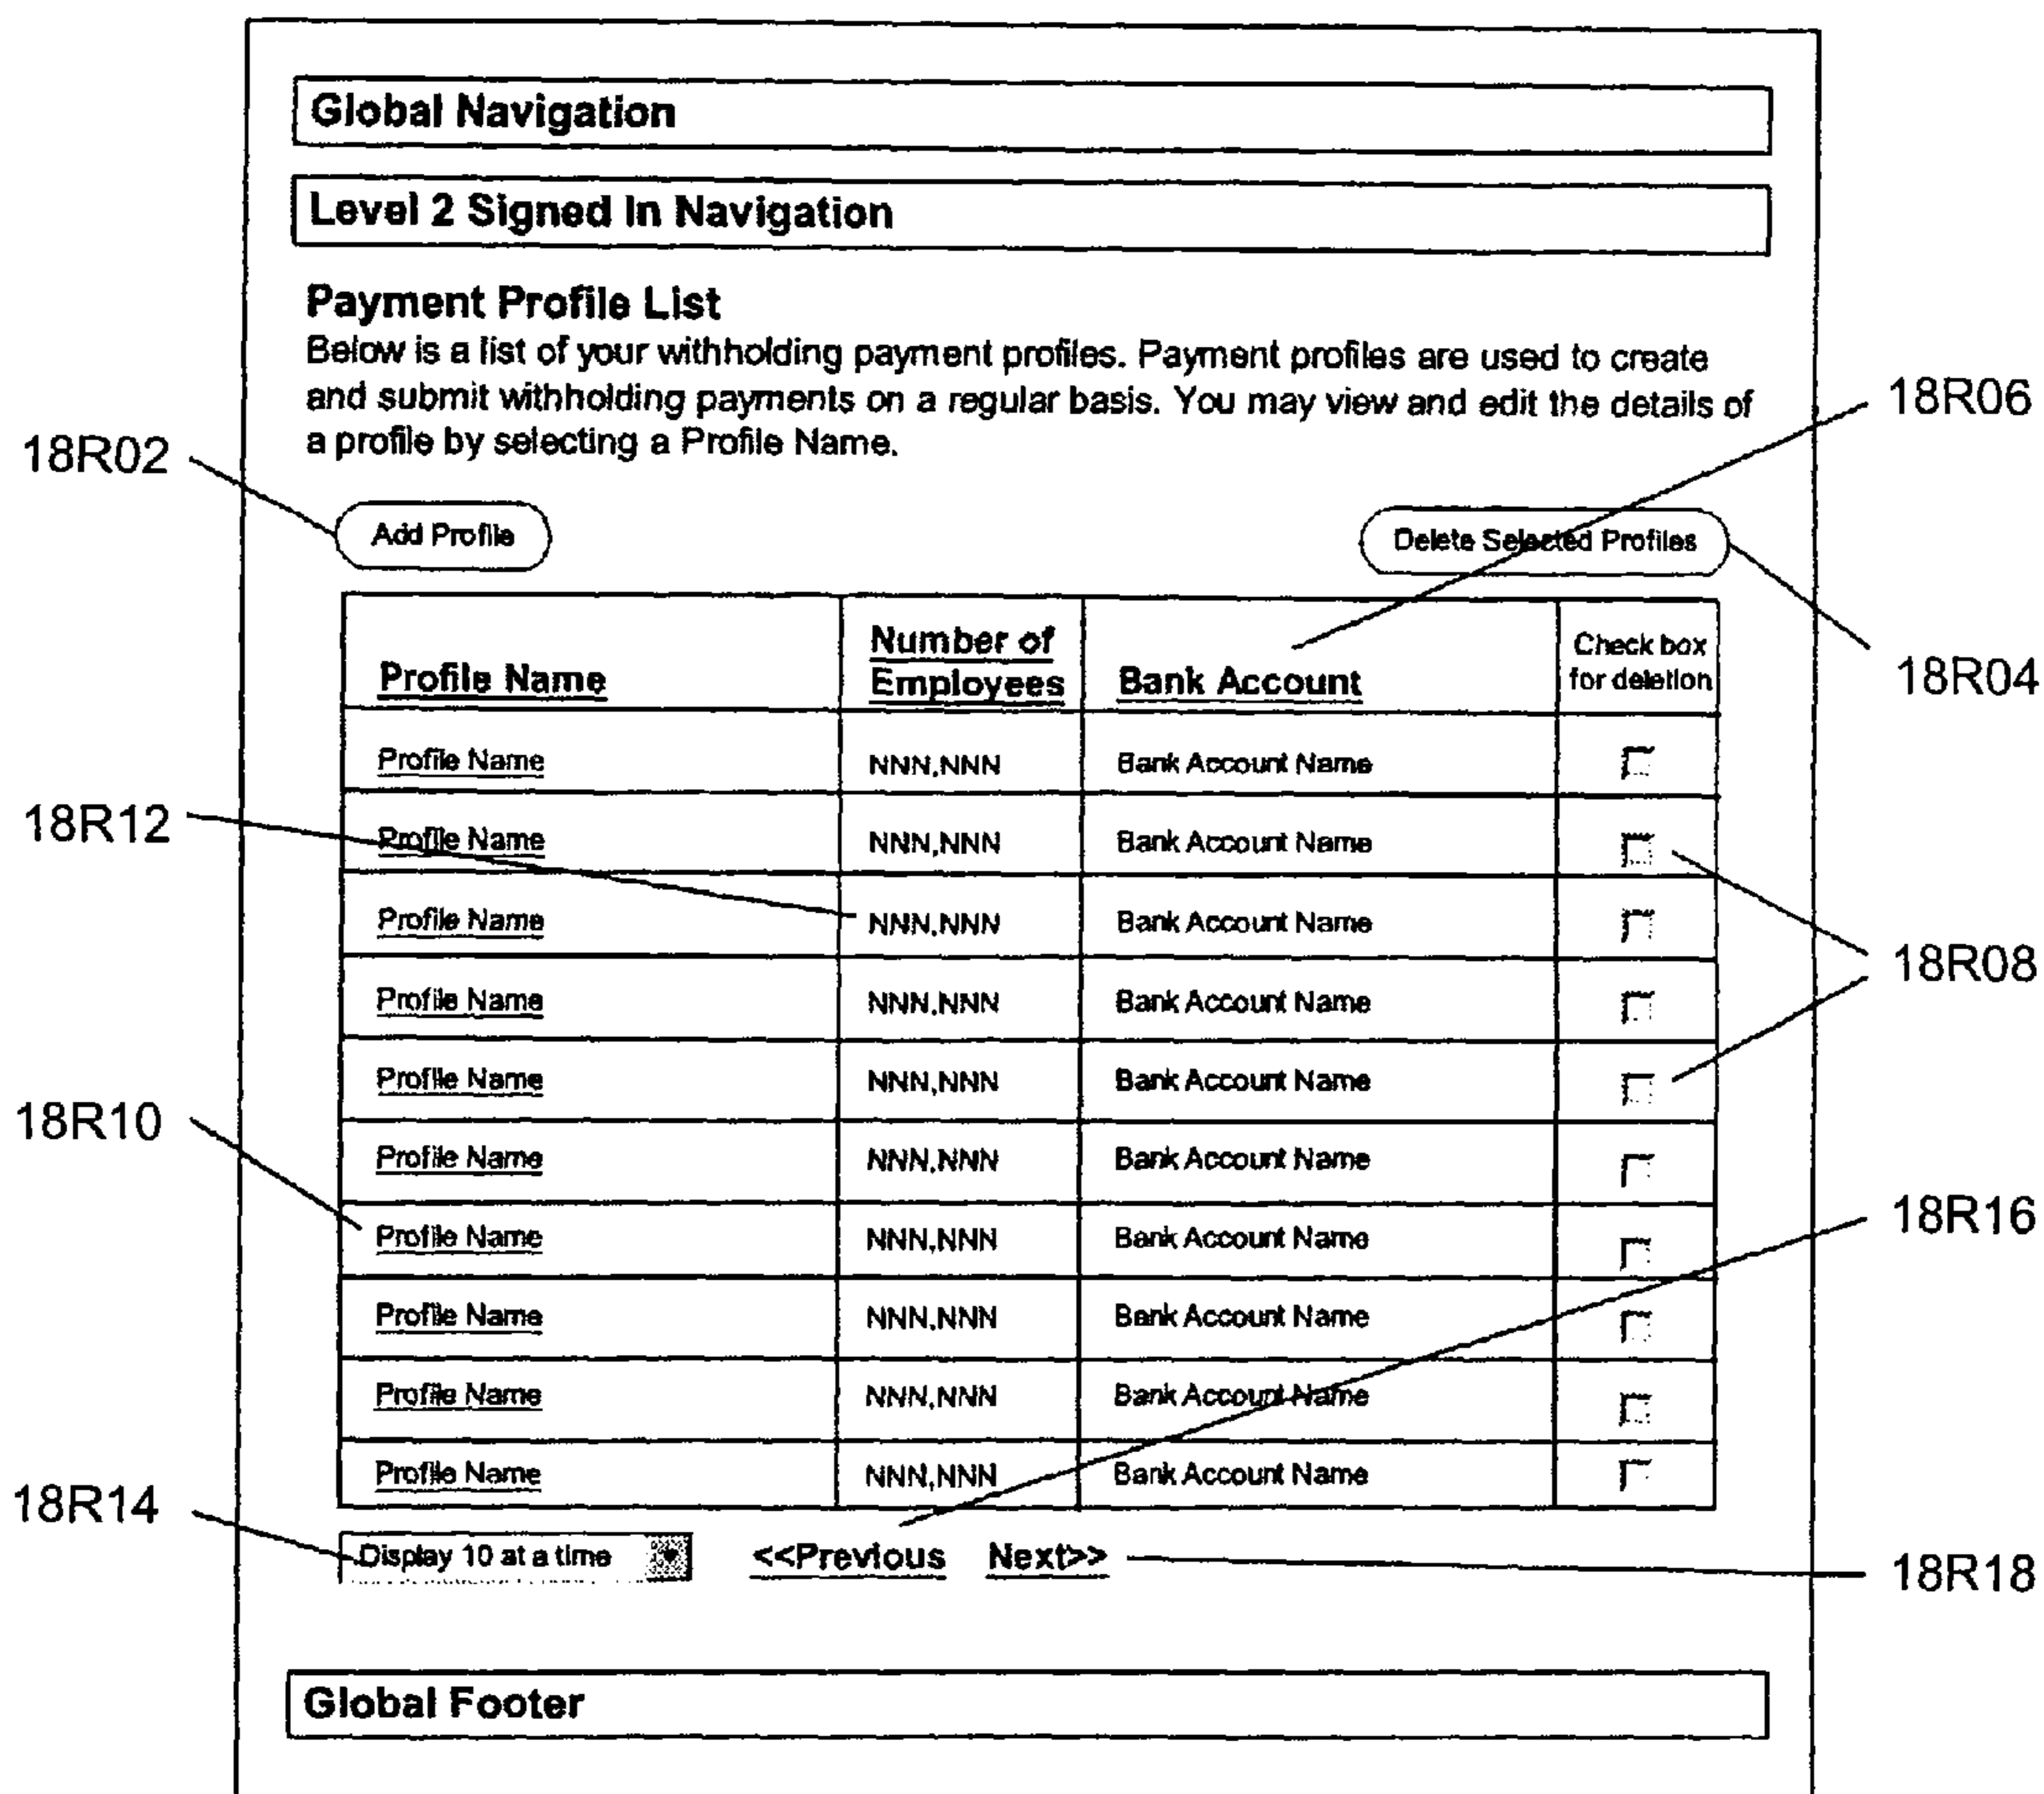 Global Navigation
Level 2 Signed In Navigation
Payment Profile List
Below is a list of your withholding payment profiles. Payment profiles are used to create
and submit withholding payments on a regular basis. You may view and edit the details of
a profile by selecting a Profile Name.
18R06
18R02
Add Profile
Delete Selected Profiles
18R04
Profile Name
Number of
Employees
Bank Account
Check box
for deletion
Profile Name NNN,NNN Bank Account Name
18R12
Profile Name NNN,NNN Bank Account Name
Profile Name NNN,NNN Bank Account Name
18R08
Profile Name NNN,NNN Bank Account Name
Profile Name NNN,NNN Bank Account Name
18R10
Profile Name NNN,NNN Bank Account Name
18R16
Profile Name NNN,NNN Bank Account Name
Profile Name NNN,NNN Bank Account Name
Profile Name NNN,NNN Bank Account Name
Profile Name NNN,NNN Bank Account Name
18R14
Display 10 at a time
<<Previous Next>>
18R18
Global Footer